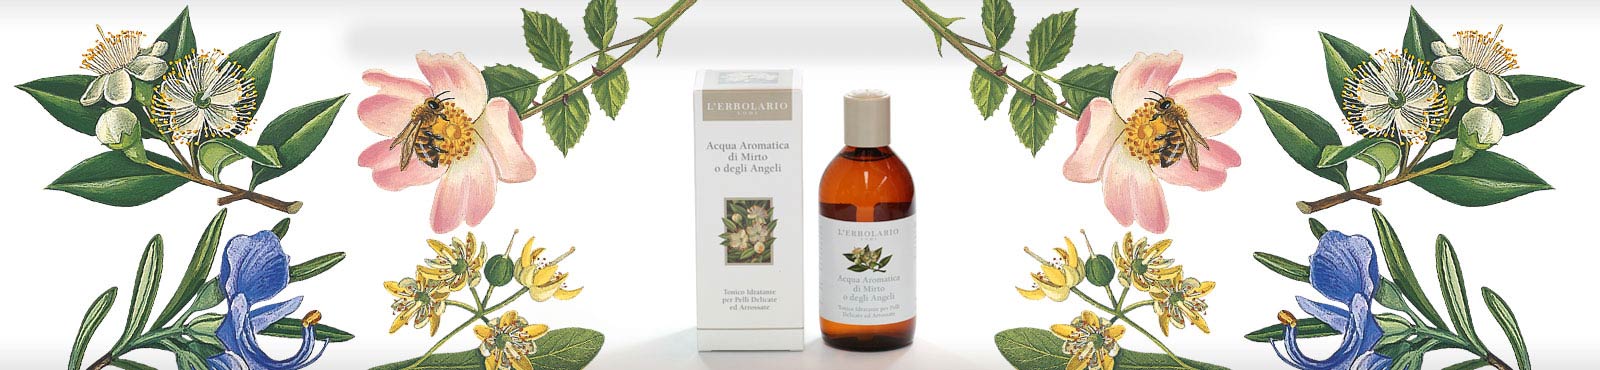 L'ERBOLARIO
LODI
Acqua Aromatica
di Mirto
o degli Angeli
Tonico Idratante
per Pelli Delicate
ed Arrossate
L'ERBOLARIO
LODI
Acqua Aromatica
di Mirto
o degli Angeli
Tonico Idratante per Pelli
Delicate ed Arrossate